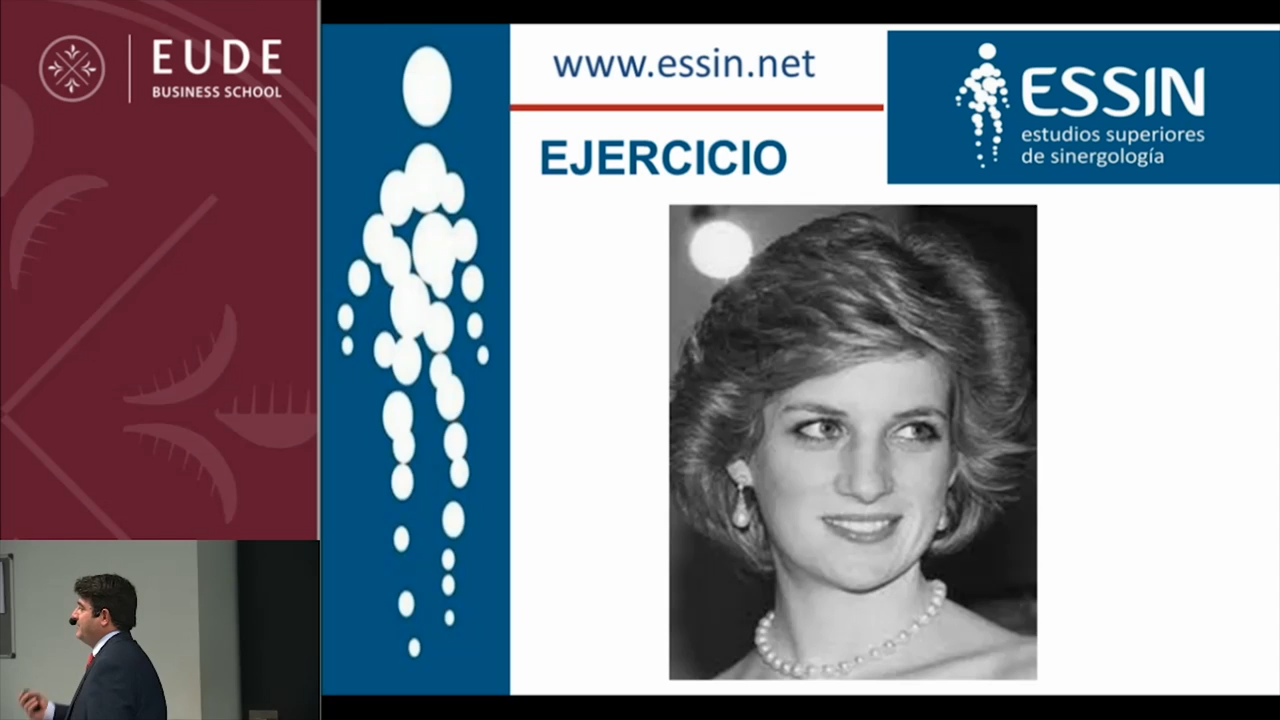 EUDE
BUSINESS SCHOOL
www.essin.net
ESSIN
estudios superiores
de sinergología
EJERCICIO